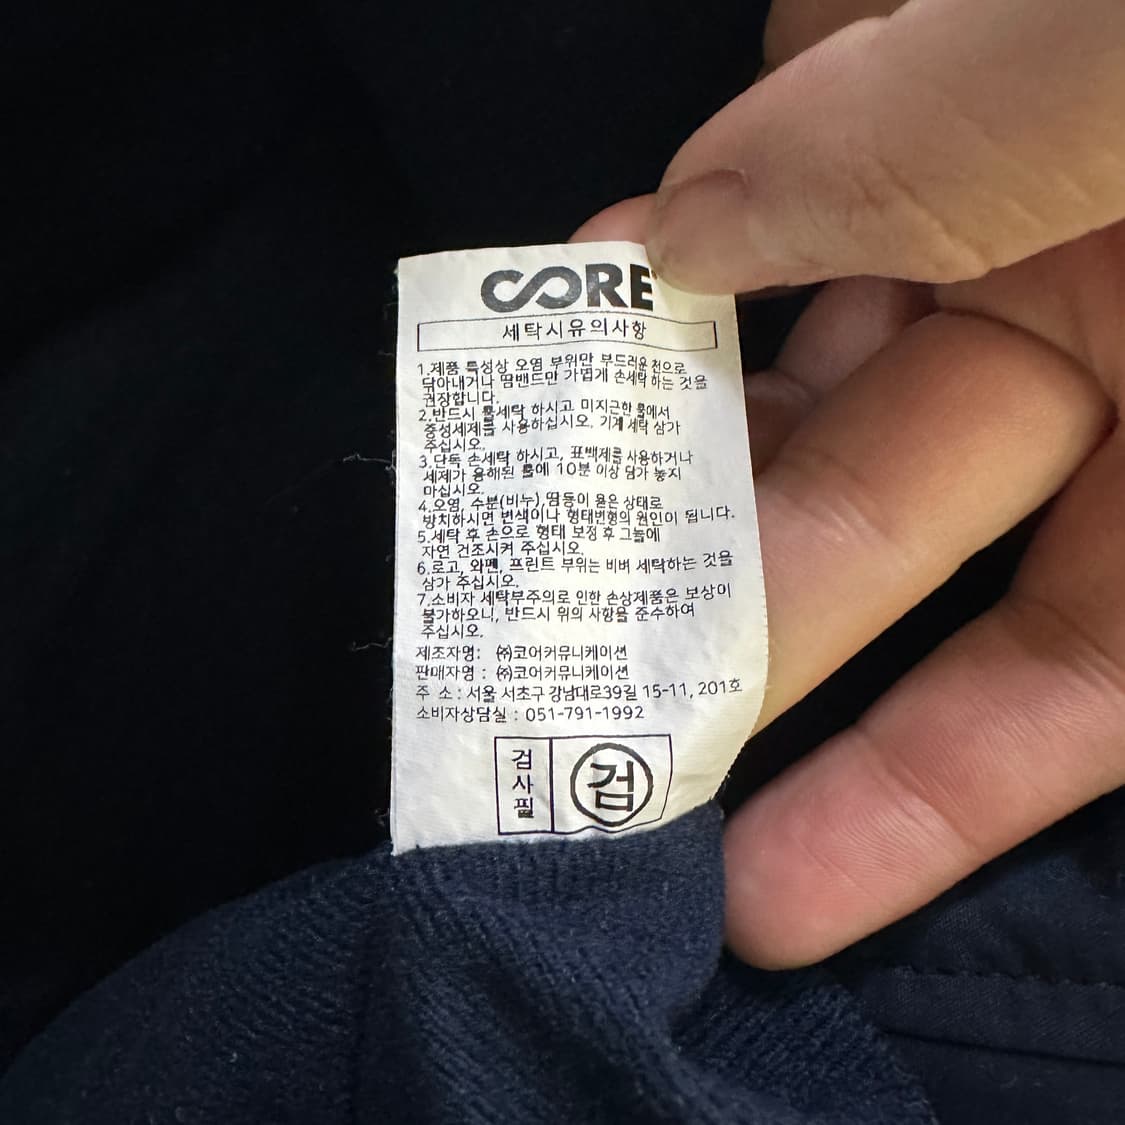 CORE
세탁시유의사항
1.제품 특성상 오염 부위만 부드러운 천으로
닦아내거나 땀밴드만 가볍게 손세탁하는 것을
권장합니다.
2.반드시 물세탁 하시고 미지근한 물에서
중성세제를 사용하십시오. 기계 세탁 삼가
주십시오.
3.단독 손세탁 하시고, 표백제를 사용하거나
세제가 용해된 물에 10분 이상 담가 놓지
마십시오.
4.오염, 수분(비누),땀등이 묻은 상태로
방치하시면 변색이나 형태변형의 원인이 됩니다.
5.세탁 후 손으로 형태 보정 후 그늘에
자연 건조시켜 주십시오.
6.로고, 와펜, 프린트 부위는 비벼 세탁하는 것을
삼가 주십시오.
7.소비자 세탁부주의로 인한 손상제품은 보상이
불가하오니, 반드시 위의 사항을 준수하여
주십시오.
제조자명: ㈜코어커뮤니케이션
판매자명 : ㈜코어커뮤니케이션
주 소 : 서울 서초구 강남대로39길 15-11, 201호
소비자상담실 : 051-791-1992
검사필
검